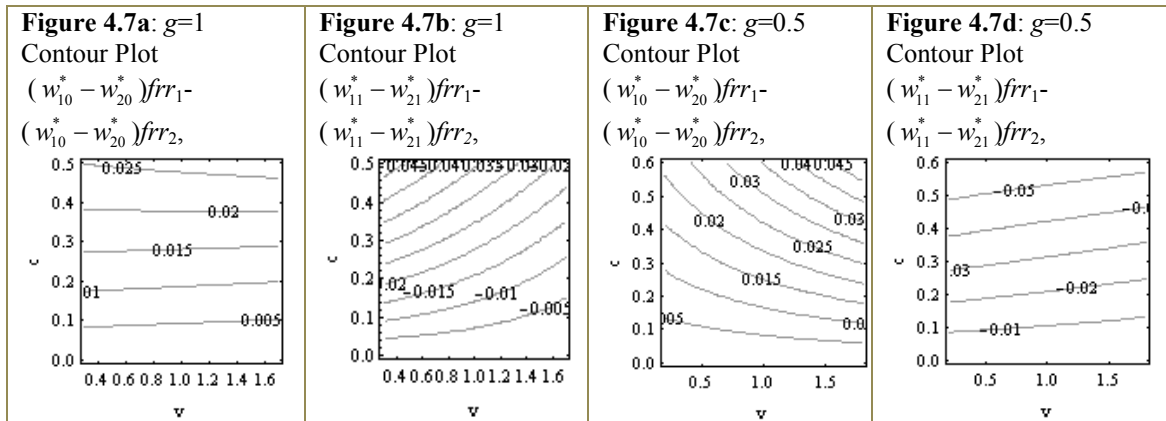 Figure 4.7a: g=1
Contour Plot
( w*10 − w*20 )frr1-
( w*10 − w*20 )frr2,
0.5
0.4
0.3
0.2
0.1
0.0
c
0.025
0.02
0.015
01
0.005
0.4 0.6 0.8 1.0 1.2 1.4 1.6
v
Figure 4.7b: g=1
Contour Plot
( w*11 − w*21 )frr1-
( w*11 − w*21 )frr2,
0.5
0.4
0.3
0.2
0.1
0.0
c
−0.015
−0.01
−0.005
0.4 0.6 0.8 1.0 1.2 1.4 1.6
v
Figure 4.7c: g=0.5
Contour Plot
( w*10 − w*20 )frr1-
( w*10 − w*20 )frr2,
0.6
0.5
0.4
0.3
0.2
0.1
0.0
c
0.04 0.045
0.03
0.03
0.02
0.025
0.015
005
0.5 1.0 1.5
v
Figure 4.7d: g=0.5
Contour Plot
( w*11 − w*21 )frr1-
( w*11 − w*21 )frr2,
0.6
0.5
0.4
0.3
0.2
0.1
0.0
c
−0.05
03
−0.02
−0.01
0.5 1.0 1.5
v